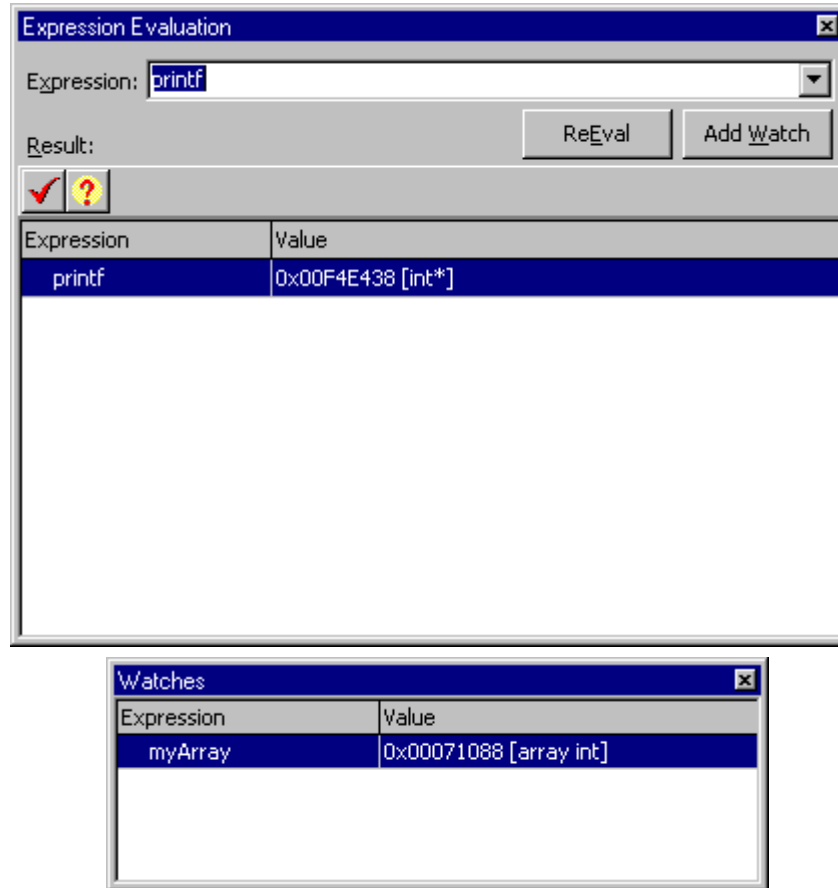 Expression Evaluation
Expression: printf
Result: ReEval Add Watch
Expression Value
printf 0x00F4E438 [int*]
Watches
Expression Value
myArray 0x00071088 [array int]